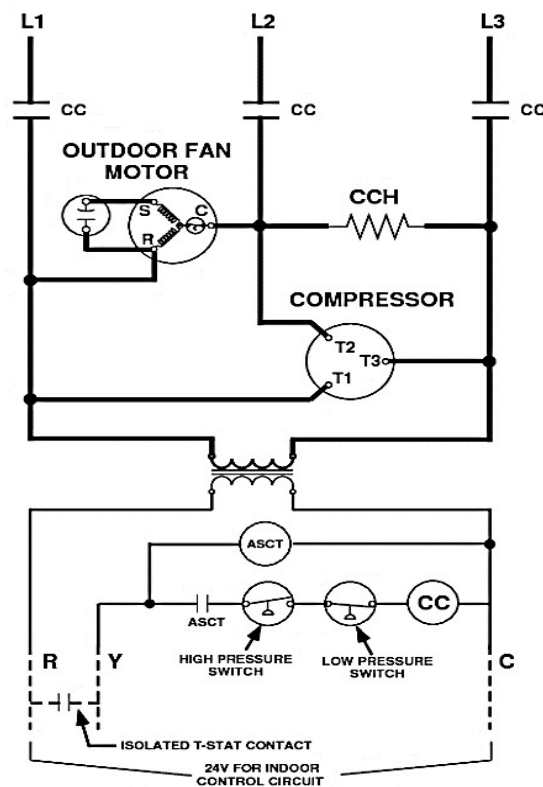 L1 L2 L3
CC CC CC
OUTDOOR FAN
MOTOR
S C
R
CCH
COMPRESSOR
T2
T3
T1
ASCT
ASCT
CC
HIGH PRESSURE
SWITCH
LOW PRESSURE
SWITCH
R Y C
ISOLATED T-STAT CONTACT
24V FOR INDOOR
CONTROL CIRCUIT